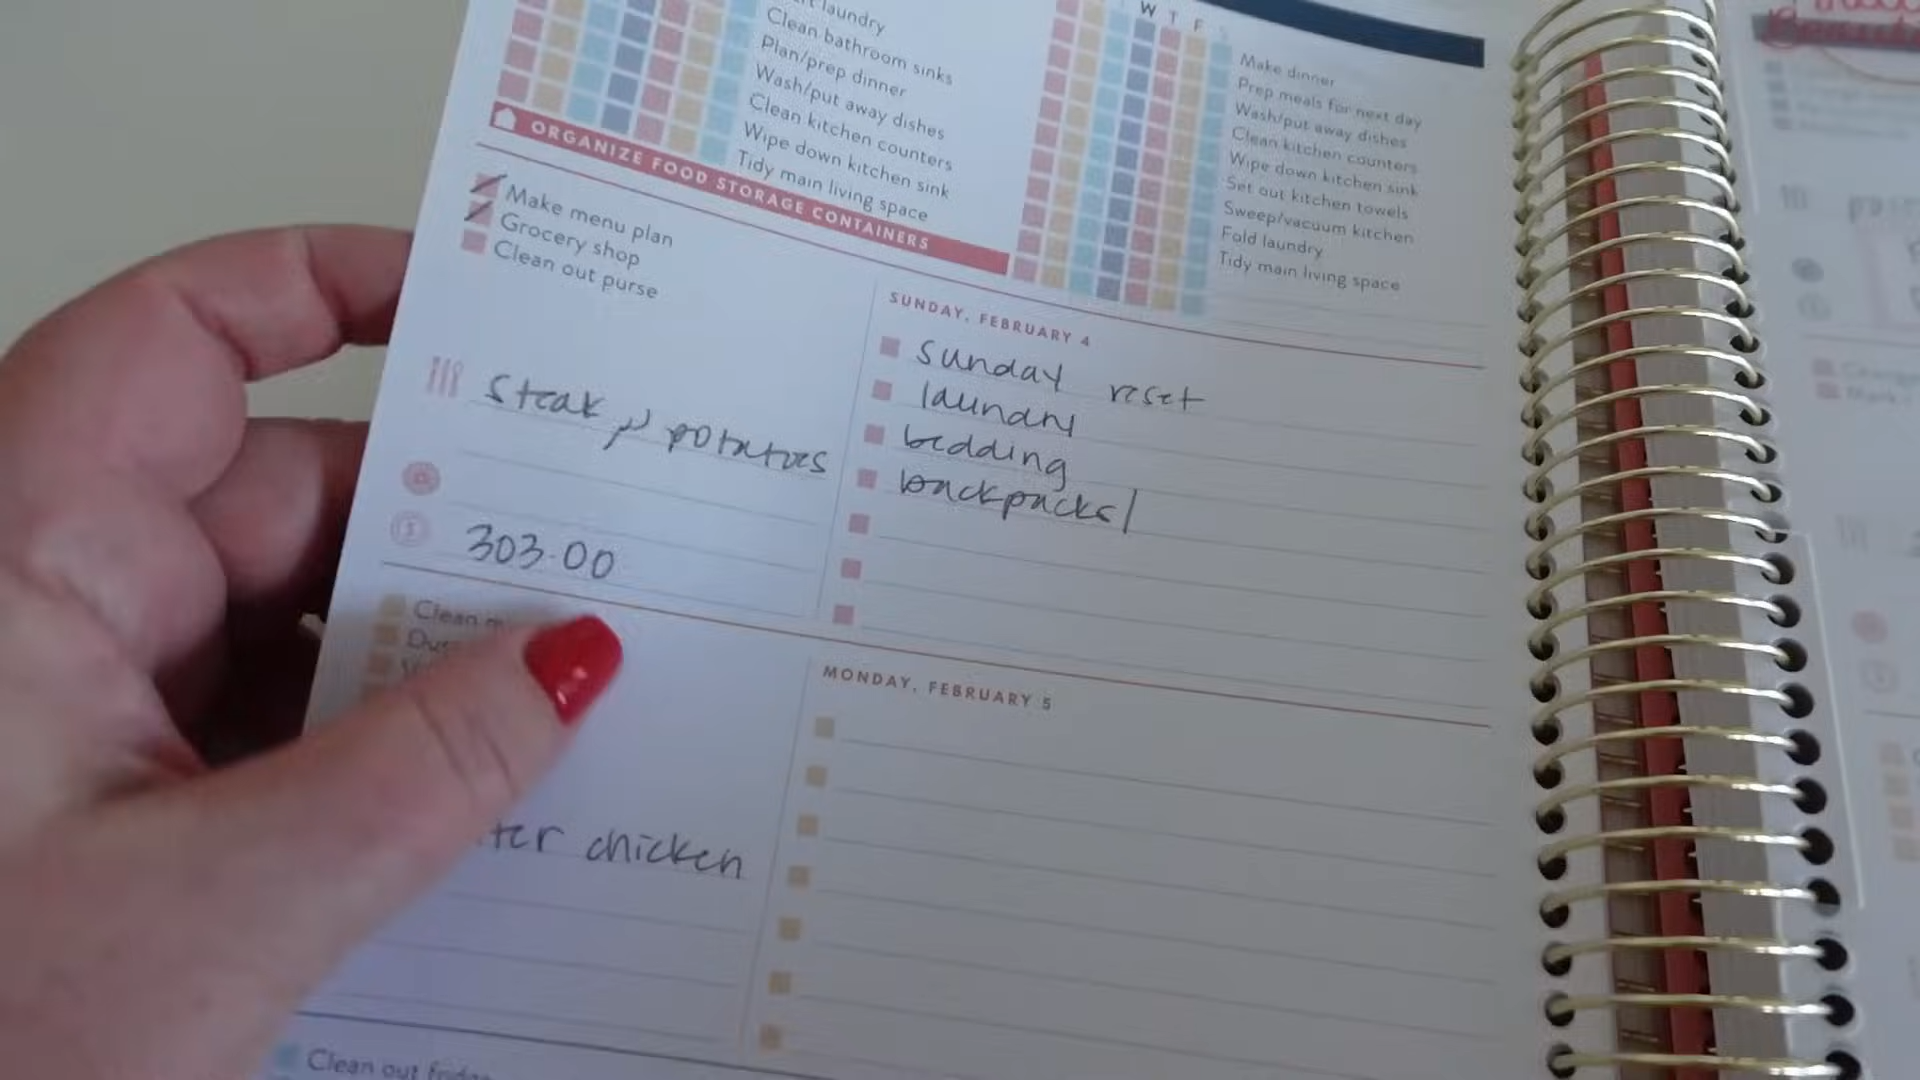 laundry
Clean bathroom sinks
Plan/prep dinner
Wash/put away dishes
Clean kitchen counters
Wipe down kitchen sink
Tidy main living space
W T F S
Make dinner
Prep meals for next day
Wash/put away dishes
Clean kitchen counters
Wipe down kitchen sink
Set out kitchen towels
Sweep/vacuum kitchen
Fold laundry
Tidy main living space
ORGANIZE FOOD STORAGE CONTAINERS
Make menu plan
Grocery shop
Clean out purse
steak potatoes
303.00
SUNDAY, FEBRUARY 4
sunday reset
laundry
bedding
backpacks
Clean
chicken
MONDAY, FEBRUARY 5
Clean out fridge
10